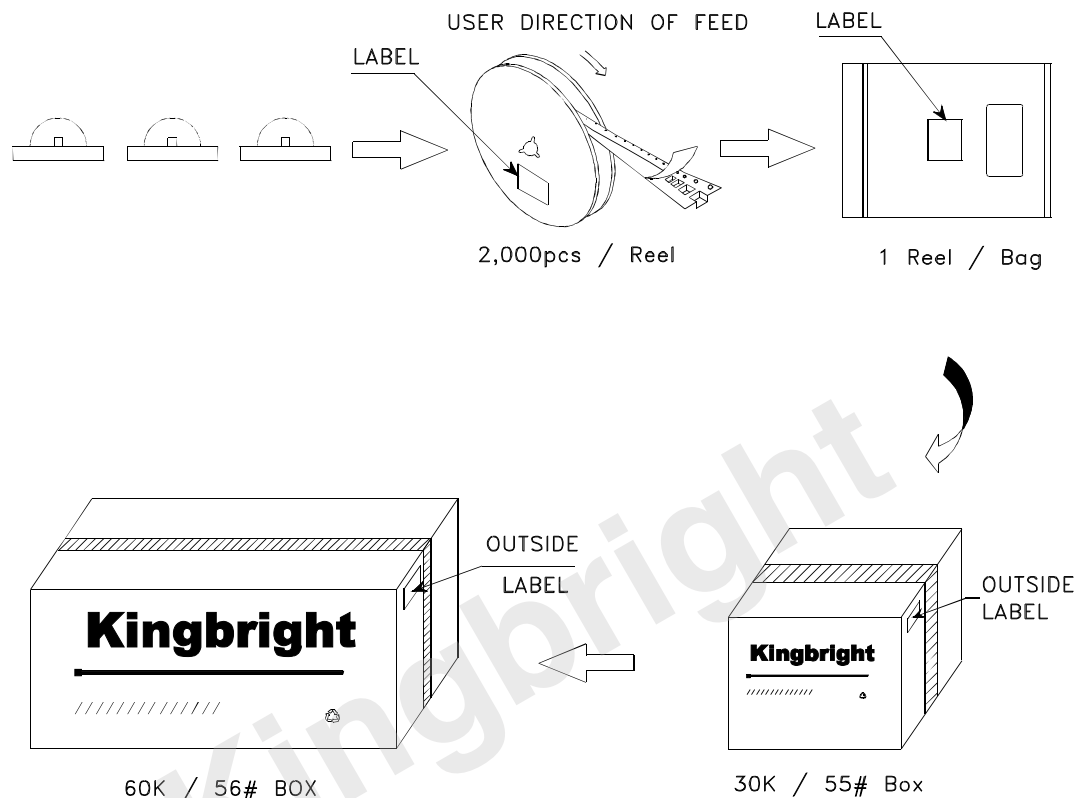 USER DIRECTION OF FEED
LABEL
LABEL
2,000pcs / Reel
1 Reel / Bag
OUTSIDE
LABEL
OUTSIDE
LABEL
Kingbright
Kingbright
Kingbright
60K / 56# BOX
30K / 55# Box